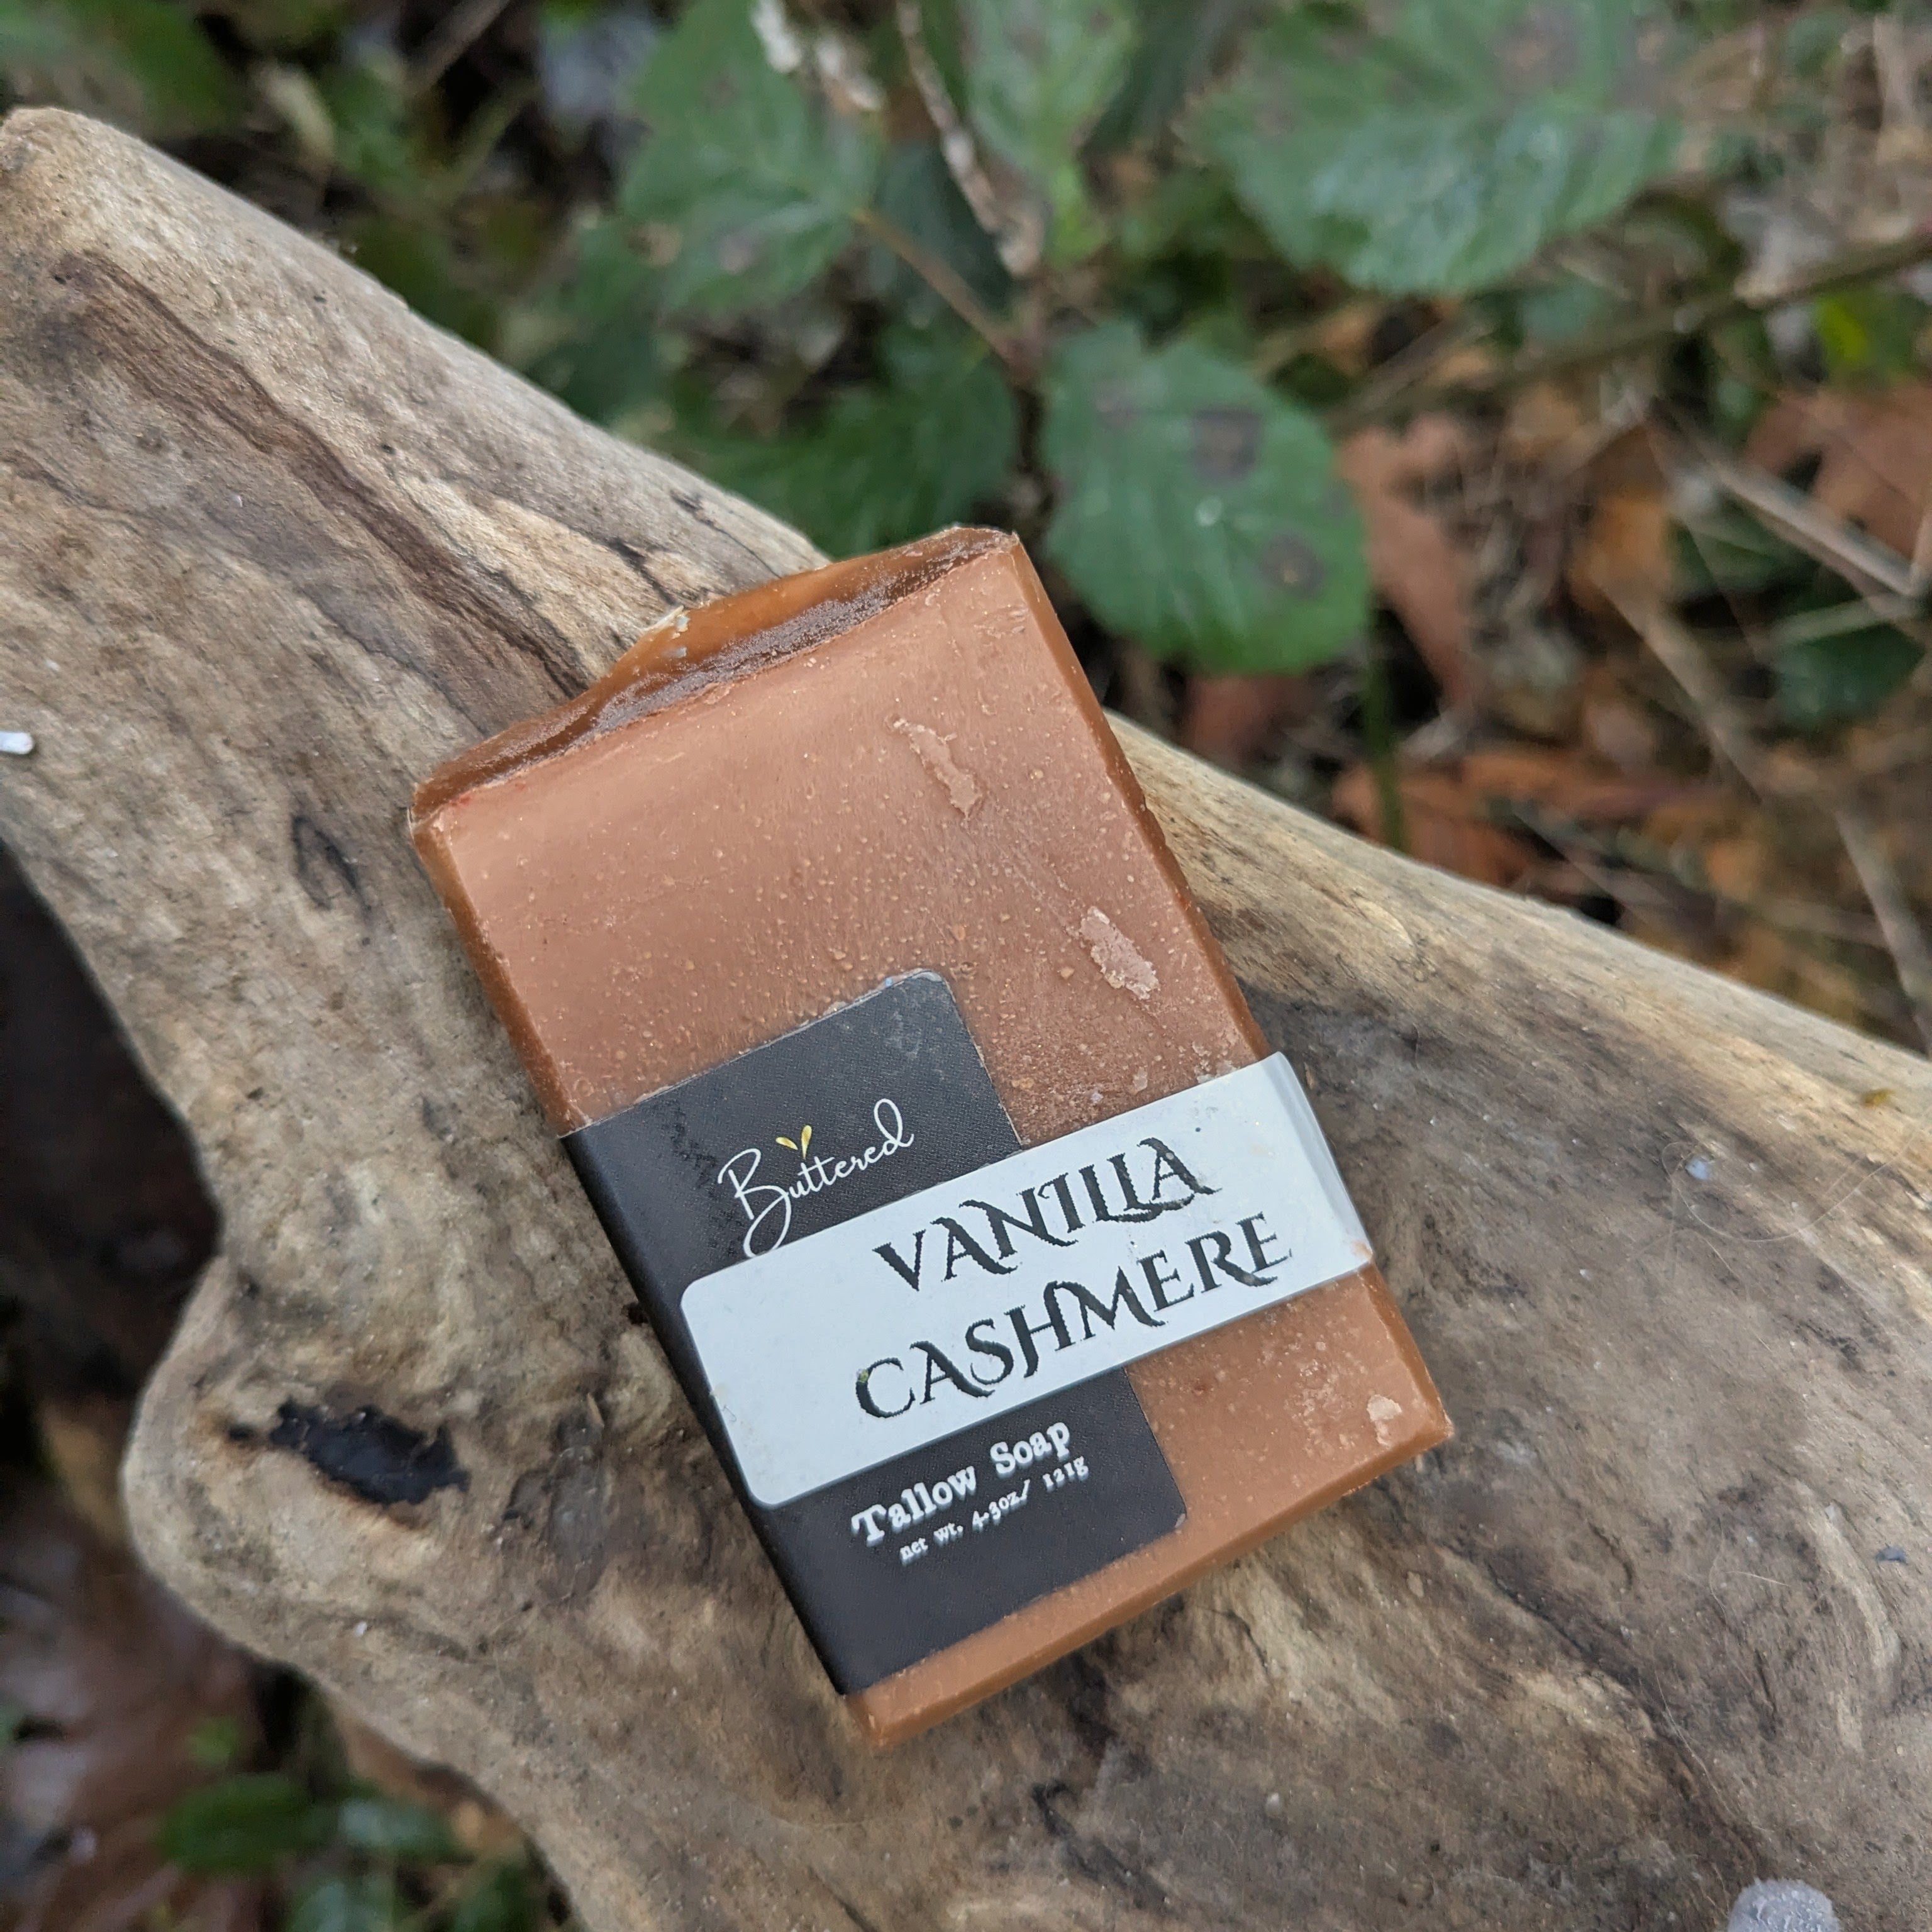 Buttered
VANILLA
CASHMERE
Tallow Soap
net wt. 4.3oz/ 121g